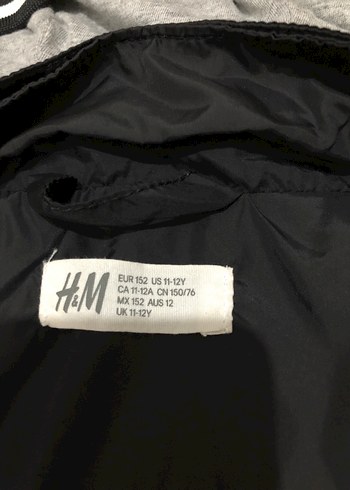 H&M
EUR 152 US 11-12Y
CA 11-12A CN 150/76
MX 152 AUS 12
UK 11-12Y